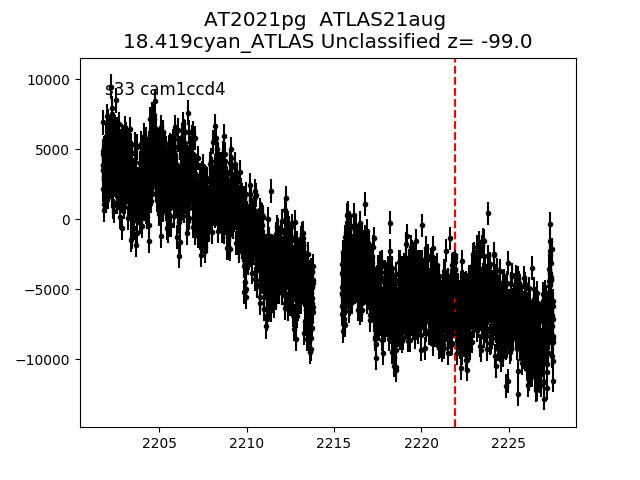 AT2021pg  ATLAS21aug
18.419cyan_ATLAS Unclassified z= -99.0
s33 cam1ccd4
10000
5000
0
−5000
−10000
2205 2210 2215 2220 2225